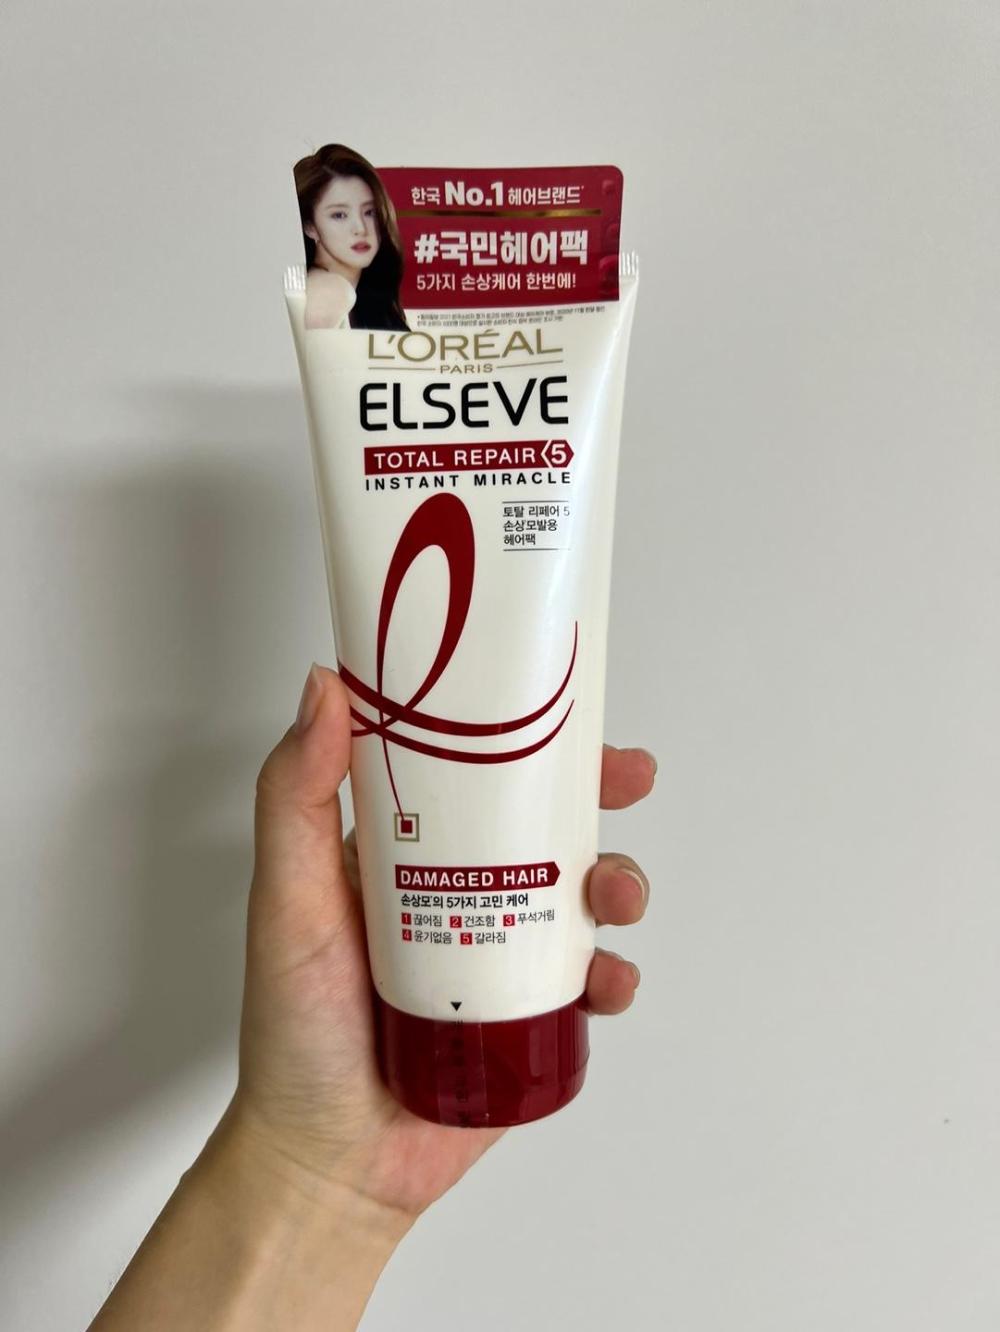 한국 No.1 헤어브랜드*
#국민헤어팩
5가지 손상케어 한번에!
L'ORÉAL
PARIS
ELSEVE
TOTAL REPAIR 5
INSTANT MIRACLE
토탈 리페어 5
손상*모발용
헤어팩
DAMAGED HAIR
손상모*의 5가지 고민 케어
1 끊어짐 2 건조함 3 푸석거림
4 윤기없음 5 갈라짐